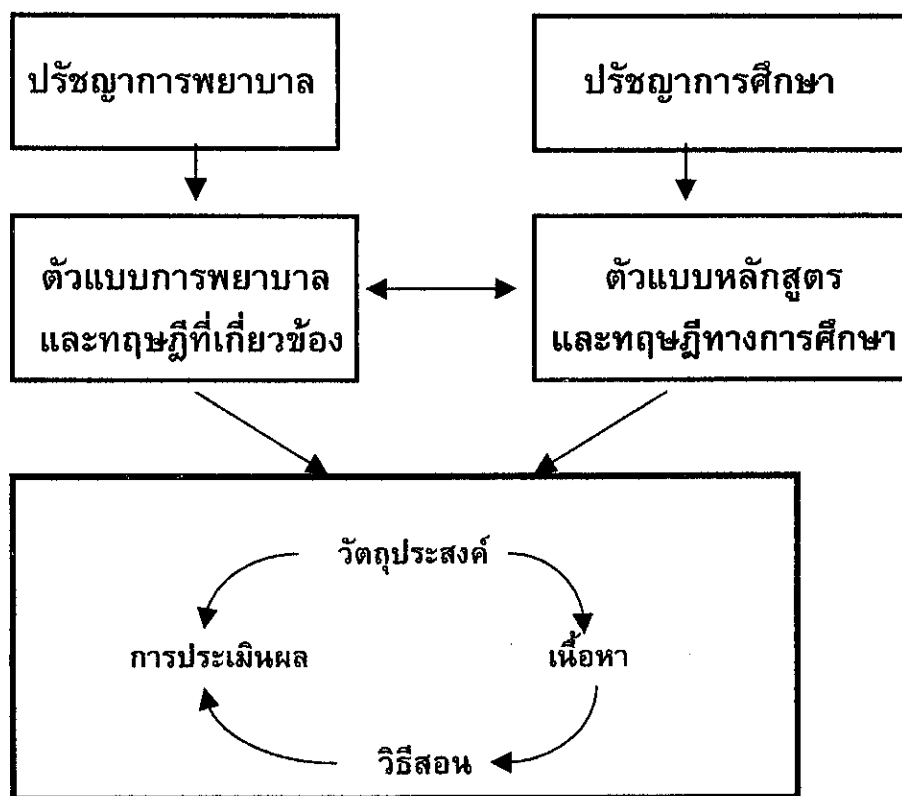 ปรัชญาการพยาบาล
ปรัชญาการศึกษา
ตัวแบบการพยาบาล
และทฤษฎีที่เกี่ยวข้อง
ตัวแบบหลักสูตร
และทฤษฎีทางการศึกษา
วัตถุประสงค์
การประเมินผล
เนื้อหา
วิธีสอน